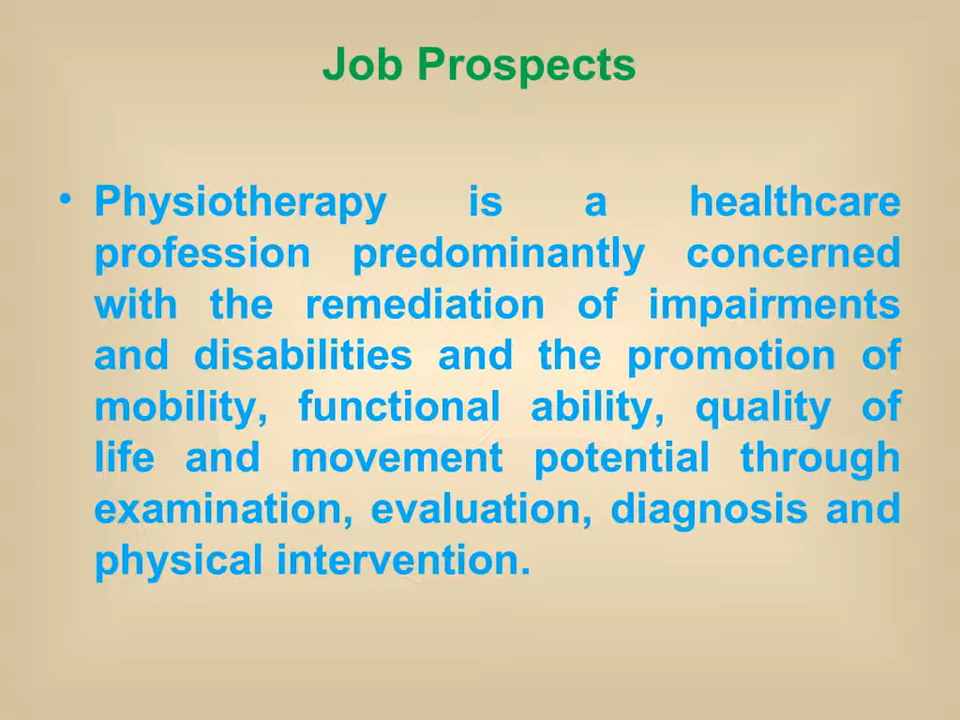 Job Prospects
• Physiotherapy is a healthcare
profession predominantly concerned
with the remediation of impairments
and disabilities and the promotion of
mobility, functional ability, quality of
life and movement potential through
examination, evaluation, diagnosis and
physical intervention.